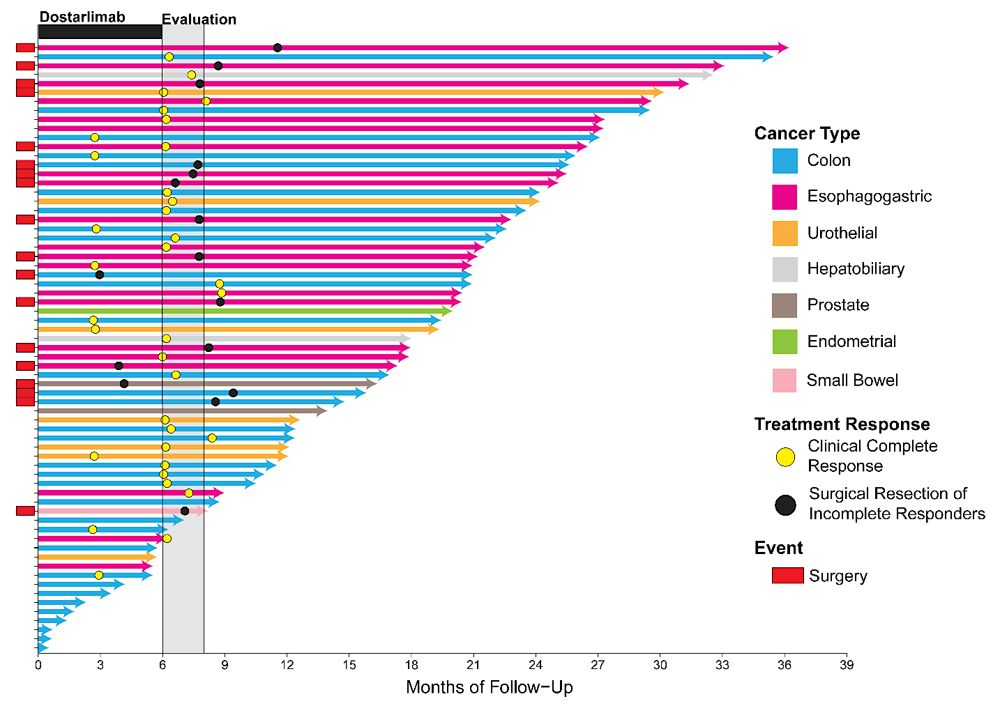 Dostarlimab
Evaluation
Cancer Type
Colon
Esophagogastric
Urothelial
Hepatobiliary
Prostate
Endometrial
Small Bowel
Treatment Response
Clinical Complete
Response
Surgical Resection of
Incomplete Responders
Event
Surgery
0 3 6 9 12 15 18 21 24 27 30 33 36 39
Months of Follow−Up